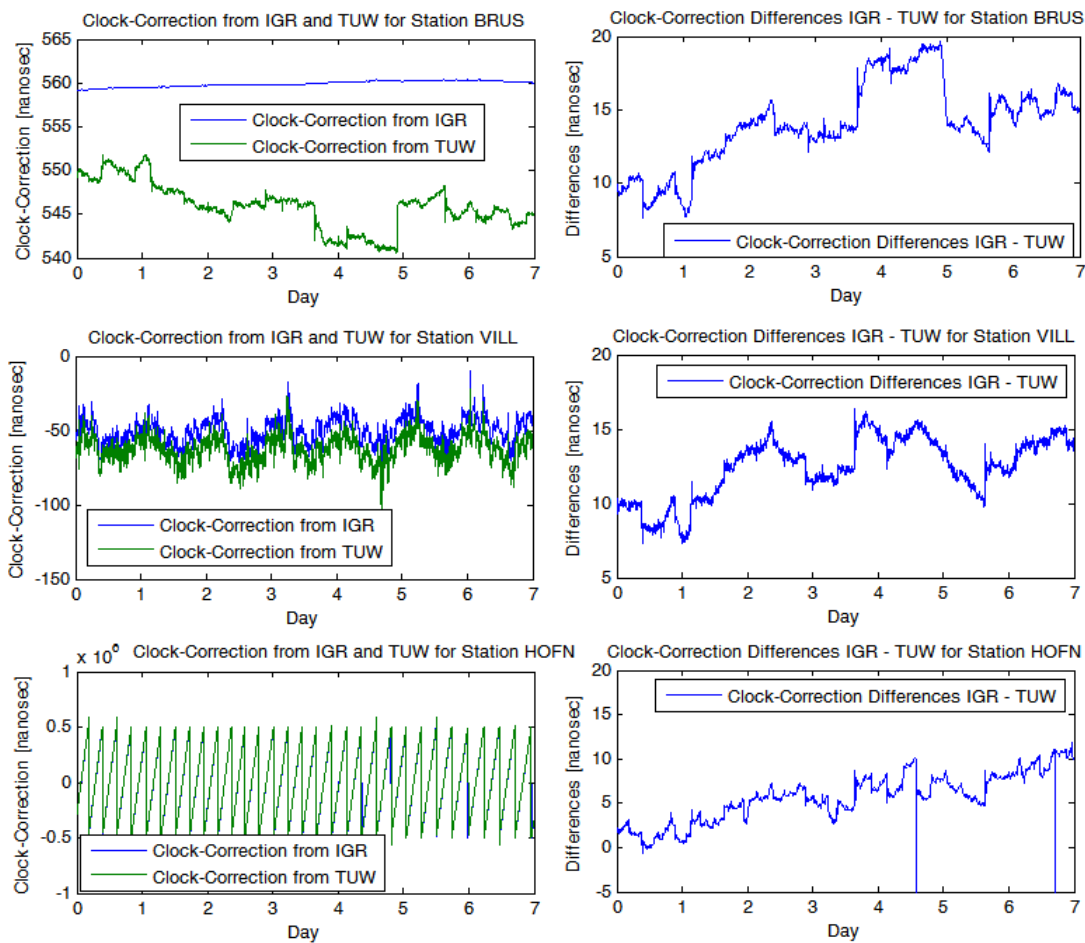 Clock-Correction from IGR and TUW for Station BRUS
Clock-Correction [nanosec]
565
560
555
550
545
540
Clock-Correction from IGR
Clock-Correction from TUW
0 1 2 3 4 5 6 7
Day
Clock-Correction Differences IGR - TUW for Station BRUS
Differences [nanosec]
20
15
10
5
Clock-Correction Differences IGR - TUW
0 1 2 3 4 5 6 7
Day
Clock-Correction from IGR and TUW for Station VILL
Clock-Correction [nanosec]
0
-50
-100
-150
Clock-Correction from IGR
Clock-Correction from TUW
0 1 2 3 4 5 6 7
Day
Clock-Correction Differences IGR - TUW for Station VILL
Differences [nanosec]
20
15
10
5
Clock-Correction Differences IGR - TUW
0 1 2 3 4 5 6 7
Day
x 10^6
Clock-Correction from IGR and TUW for Station HOFN
Clock-Correction [nanosec]
1
0.5
0
-0.5
-1
Clock-Correction from IGR
Clock-Correction from TUW
0 1 2 3 4 5 6 7
Day
Clock-Correction Differences IGR - TUW for Station HOFN
Differences [nanosec]
20
15
10
5
0
-5
Clock-Correction Differences IGR - TUW
0 1 2 3 4 5 6 7
Day